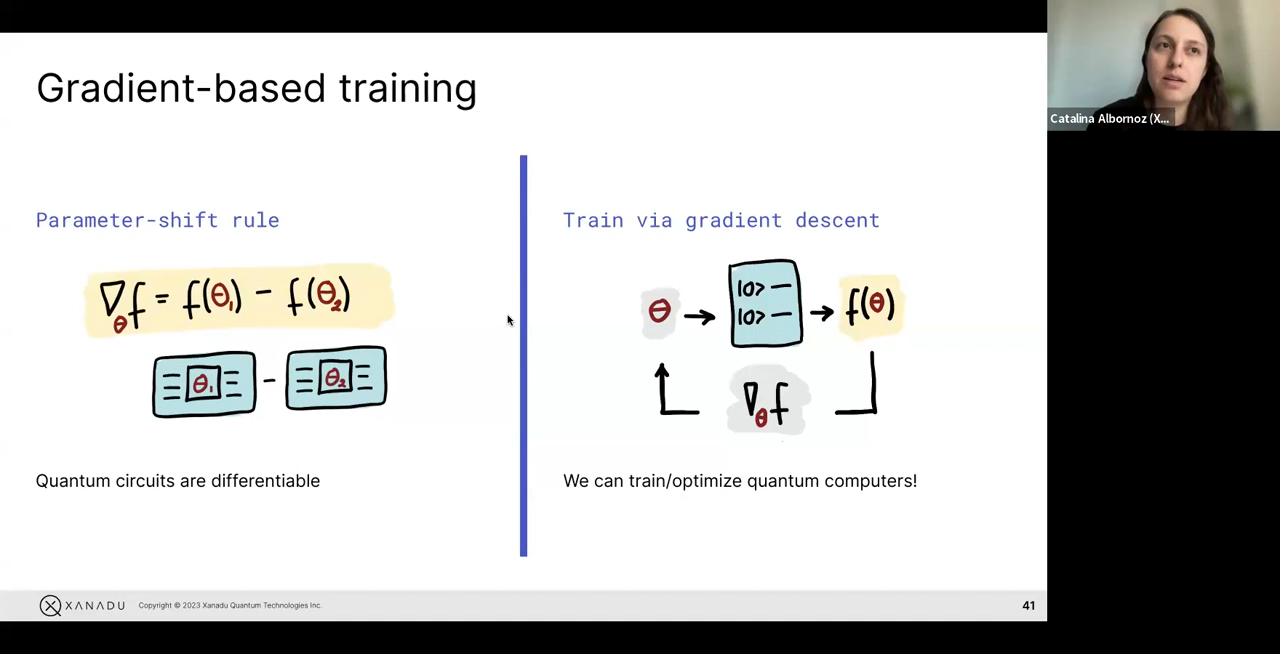 Gradient-based training
Catalina Albornoz (X...
Parameter-shift rule
∇θf = f(θ₁) - f(θ₂)
θ₁ - θ₂
Quantum circuits are differentiable
Train via gradient descent
θ → |0> — → f(θ)
|0> —
∇θf
We can train/optimize quantum computers!
XANADU Copyright © 2023 Xanadu Quantum Technologies Inc. 41